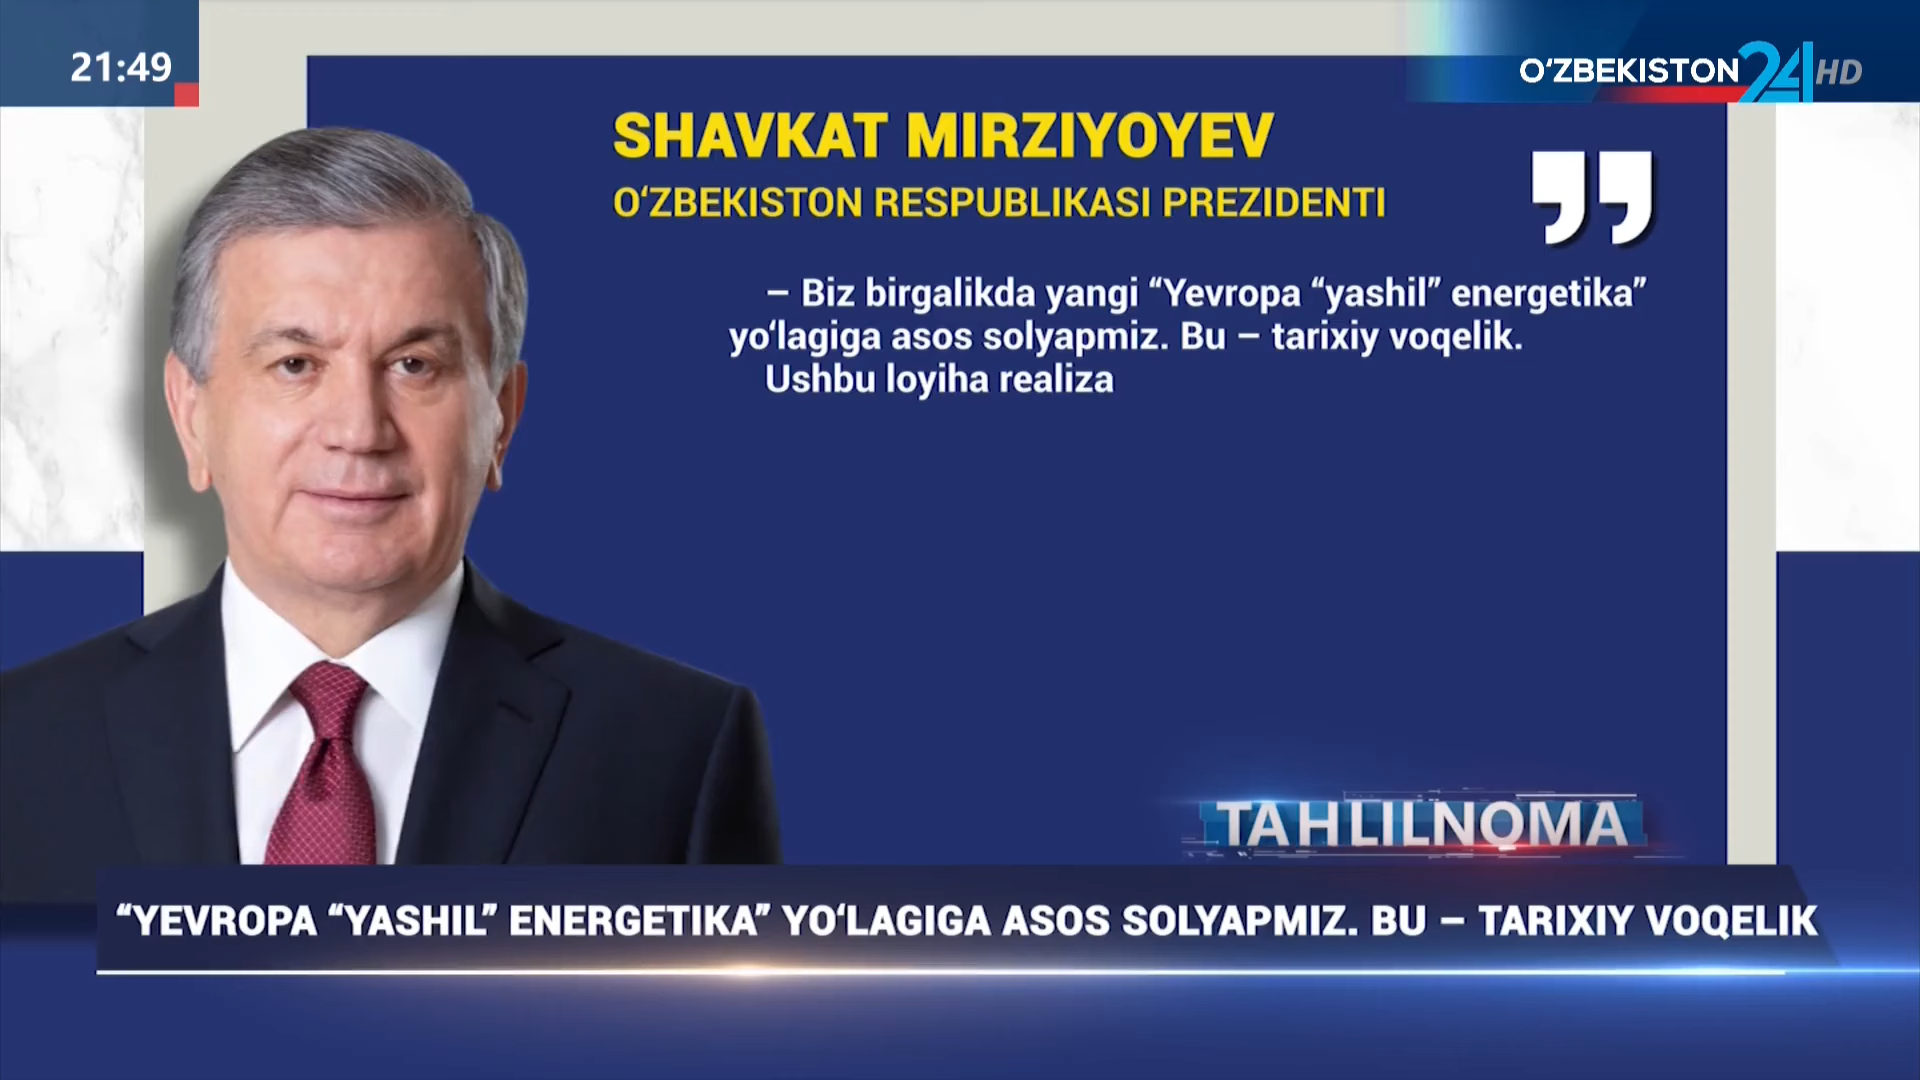 21:49
O‘ZBEKISTON 24 HD
SHAVKAT MIRZIYOYEV
O‘ZBEKISTON RESPUBLIKASI PREZIDENTI
– Biz birgalikda yangi “Yevropa “yashil” energetika”
yo‘lagiga asos solyapmiz. Bu – tarixiy voqelik.
Ushbu loyiha realiza
TAHLILNOMA
“YEVROPA “YASHIL” ENERGETIKA” YO‘LAGIGA ASOS SOLYAPMIZ. BU – TARIXIY VOQELIK